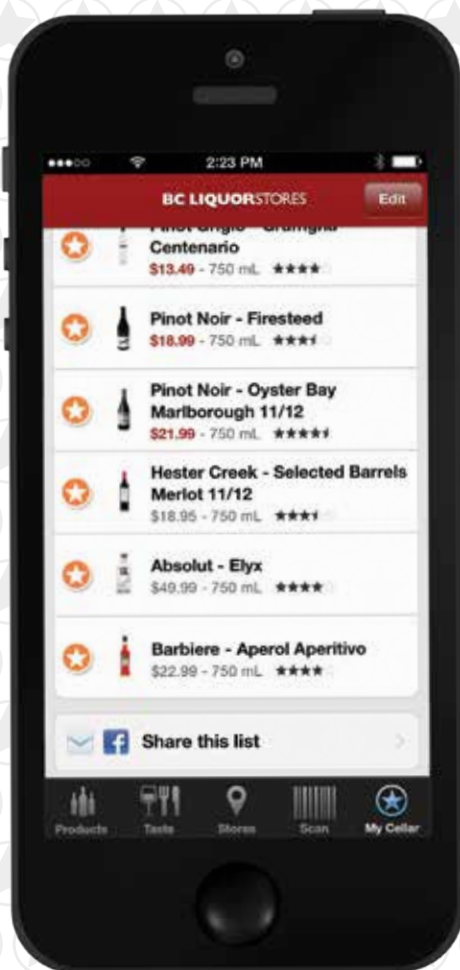 2:23 PM
BC LIQUORSTORES
Edit
Pinot Grigio - Graffigna
Centenario
$13.49 - 750 mL
Pinot Noir - Firesteed
$18.99 - 750 mL
Pinot Noir - Oyster Bay
Marlborough 11/12
$21.99 - 750 mL
Hester Creek - Selected Barrels
Merlot 11/12
$18.95 - 750 mL
Absolut - Elyx
$49.99 - 750 mL
Barbiere - Aperol Aperitivo
$22.99 - 750 mL
Share this list
Products
Taste
Stores
Scan
My Cellar